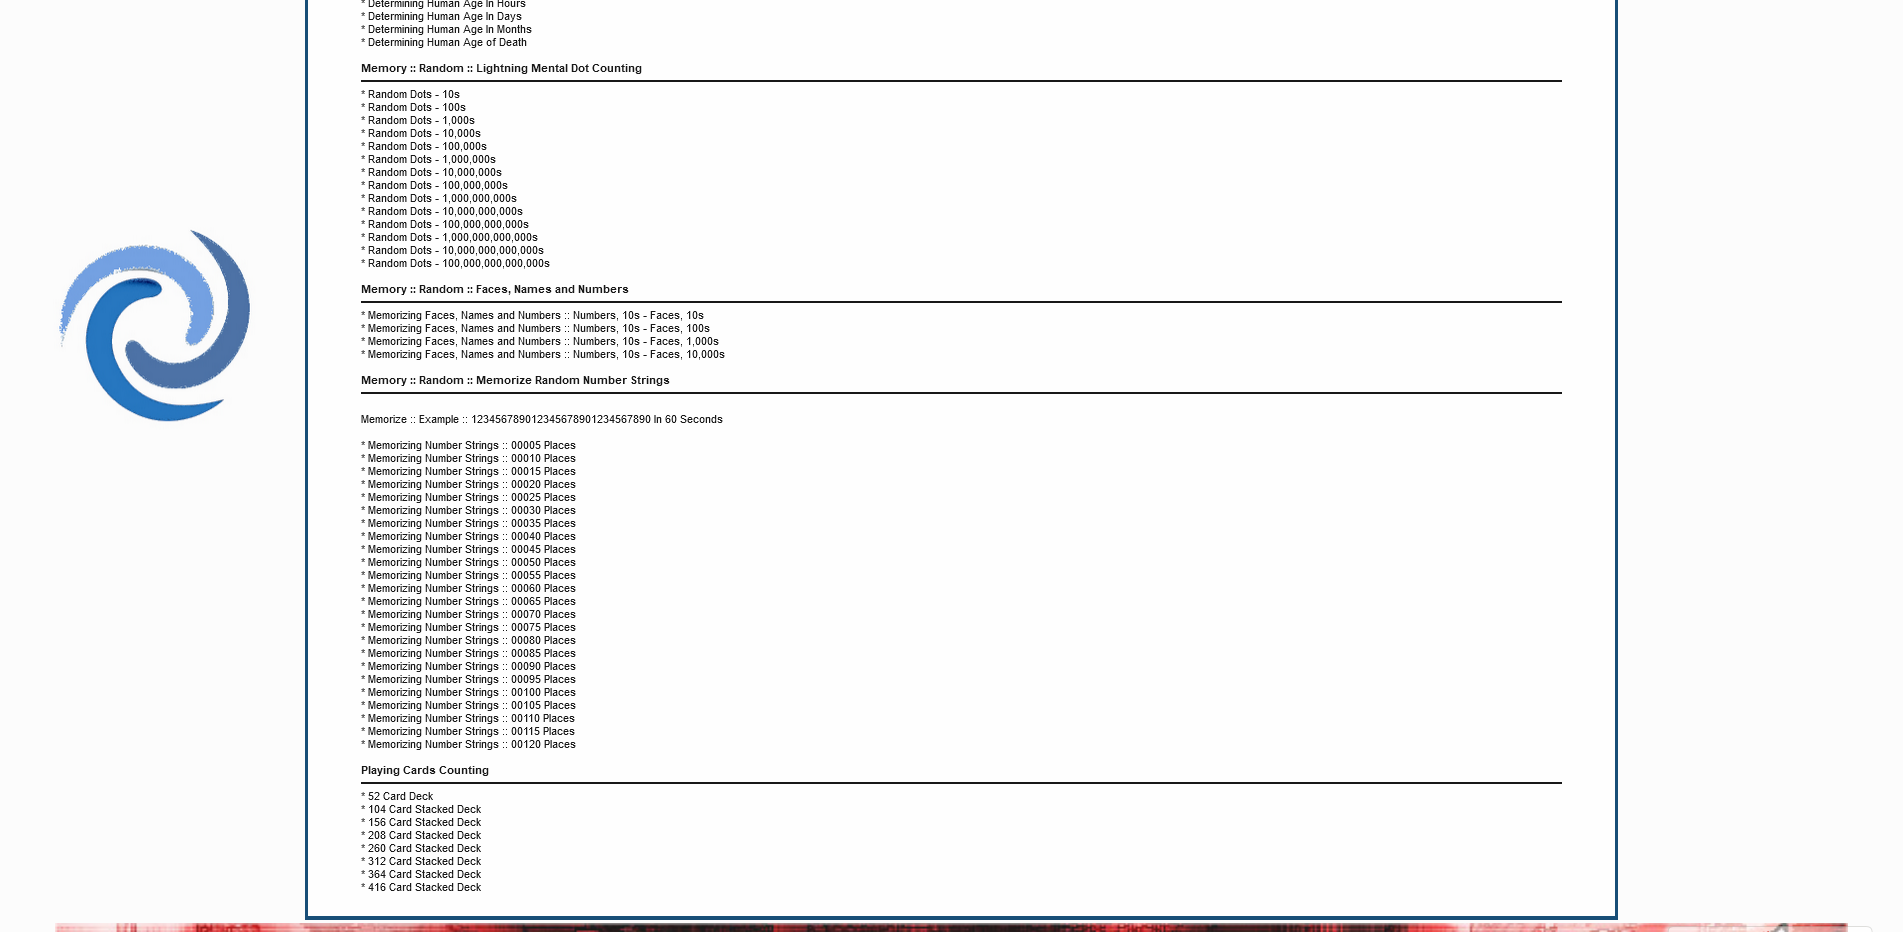 * Determining Human Age In Hours
* Determining Human Age In Days
* Determining Human Age In Months
* Determining Human Age of Death
Memory :: Random :: Lightning Mental Dot Counting
* Random Dots - 10s
* Random Dots - 100s
* Random Dots - 1,000s
* Random Dots - 10,000s
* Random Dots - 100,000s
* Random Dots - 1,000,000s
* Random Dots - 10,000,000s
* Random Dots - 100,000,000s
* Random Dots - 1,000,000,000s
* Random Dots - 10,000,000,000s
* Random Dots - 100,000,000,000s
* Random Dots - 1,000,000,000,000s
* Random Dots - 10,000,000,000,000s
* Random Dots - 100,000,000,000,000s
Memory :: Random :: Faces, Names and Numbers
* Memorizing Faces, Names and Numbers :: Numbers, 10s - Faces, 10s
* Memorizing Faces, Names and Numbers :: Numbers, 10s - Faces, 100s
* Memorizing Faces, Names and Numbers :: Numbers, 10s - Faces, 1,000s
* Memorizing Faces, Names and Numbers :: Numbers, 10s - Faces, 10,000s
Memory :: Random :: Memorize Random Number Strings
Memorize :: Example :: 123456789012345678901234567890 In 60 Seconds
* Memorizing Number Strings :: 00005 Places
* Memorizing Number Strings :: 00010 Places
* Memorizing Number Strings :: 00015 Places
* Memorizing Number Strings :: 00020 Places
* Memorizing Number Strings :: 00025 Places
* Memorizing Number Strings :: 00030 Places
* Memorizing Number Strings :: 00035 Places
* Memorizing Number Strings :: 00040 Places
* Memorizing Number Strings :: 00045 Places
* Memorizing Number Strings :: 00050 Places
* Memorizing Number Strings :: 00055 Places
* Memorizing Number Strings :: 00060 Places
* Memorizing Number Strings :: 00065 Places
* Memorizing Number Strings :: 00070 Places
* Memorizing Number Strings :: 00075 Places
* Memorizing Number Strings :: 00080 Places
* Memorizing Number Strings :: 00085 Places
* Memorizing Number Strings :: 00090 Places
* Memorizing Number Strings :: 00095 Places
* Memorizing Number Strings :: 00100 Places
* Memorizing Number Strings :: 00105 Places
* Memorizing Number Strings :: 00110 Places
* Memorizing Number Strings :: 00115 Places
* Memorizing Number Strings :: 00120 Places
Playing Cards Counting
* 52 Card Deck
* 104 Card Stacked Deck
* 156 Card Stacked Deck
* 208 Card Stacked Deck
* 260 Card Stacked Deck
* 312 Card Stacked Deck
* 364 Card Stacked Deck
* 416 Card Stacked Deck